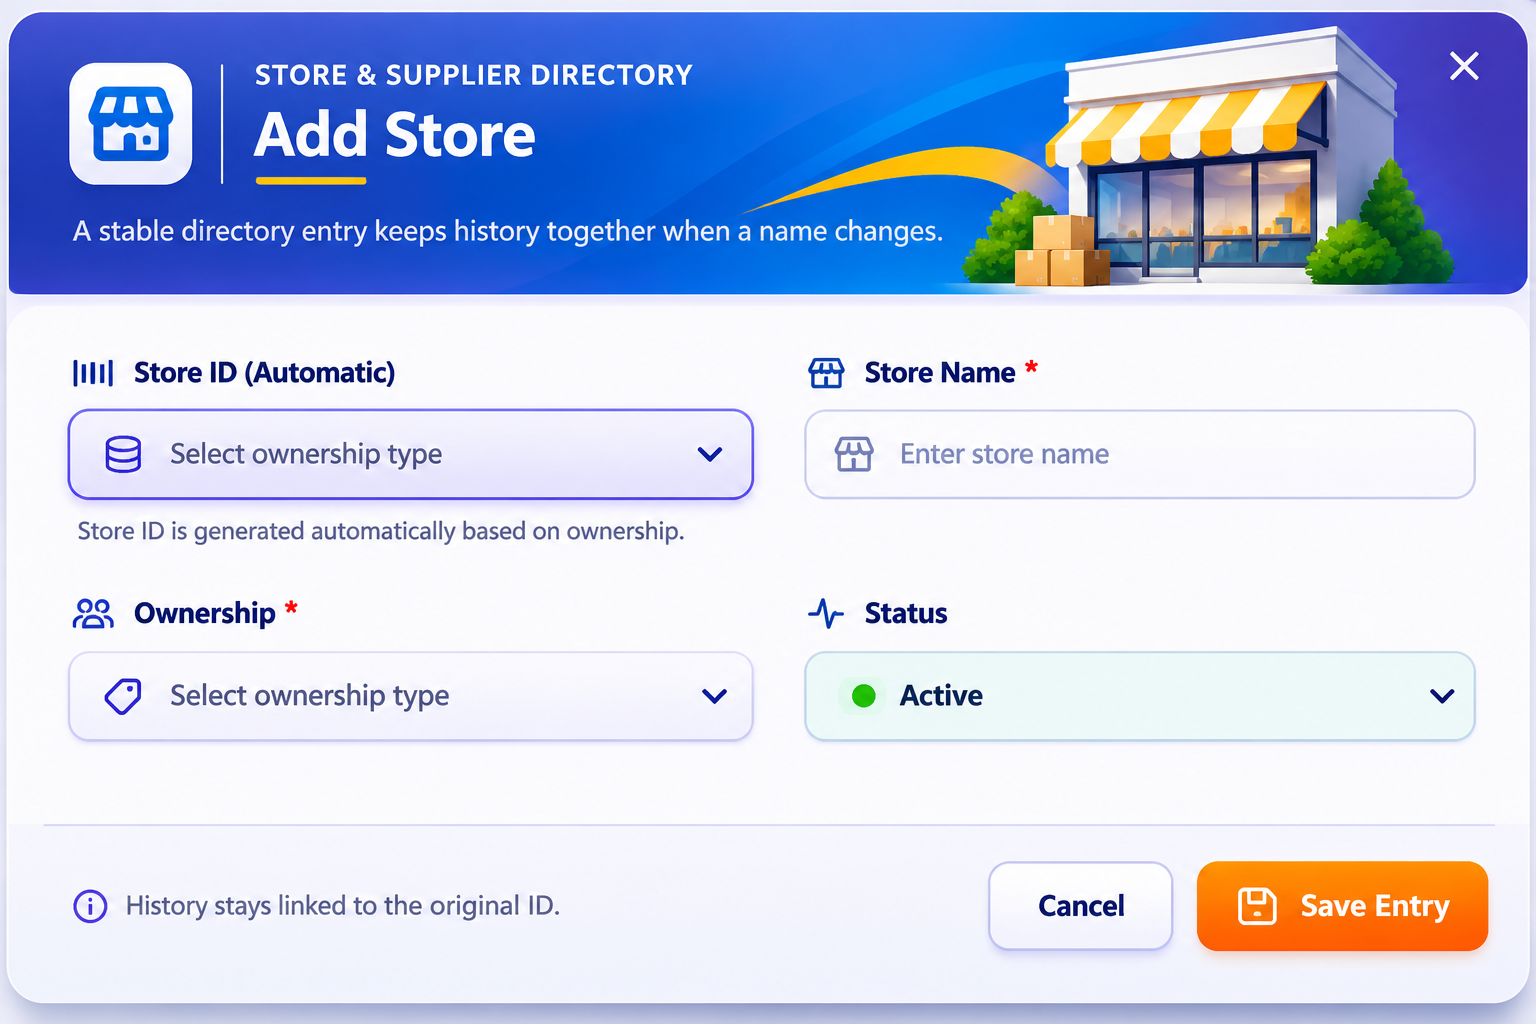 STORE & SUPPLIER DIRECTORY
Add Store
A stable directory entry keeps history together when a name changes.
Store ID (Automatic)
Select ownership type
Store ID is generated automatically based on ownership.
Store Name *
Enter store name
Ownership *
Select ownership type
Status
Active
History stays linked to the original ID.
Cancel
Save Entry